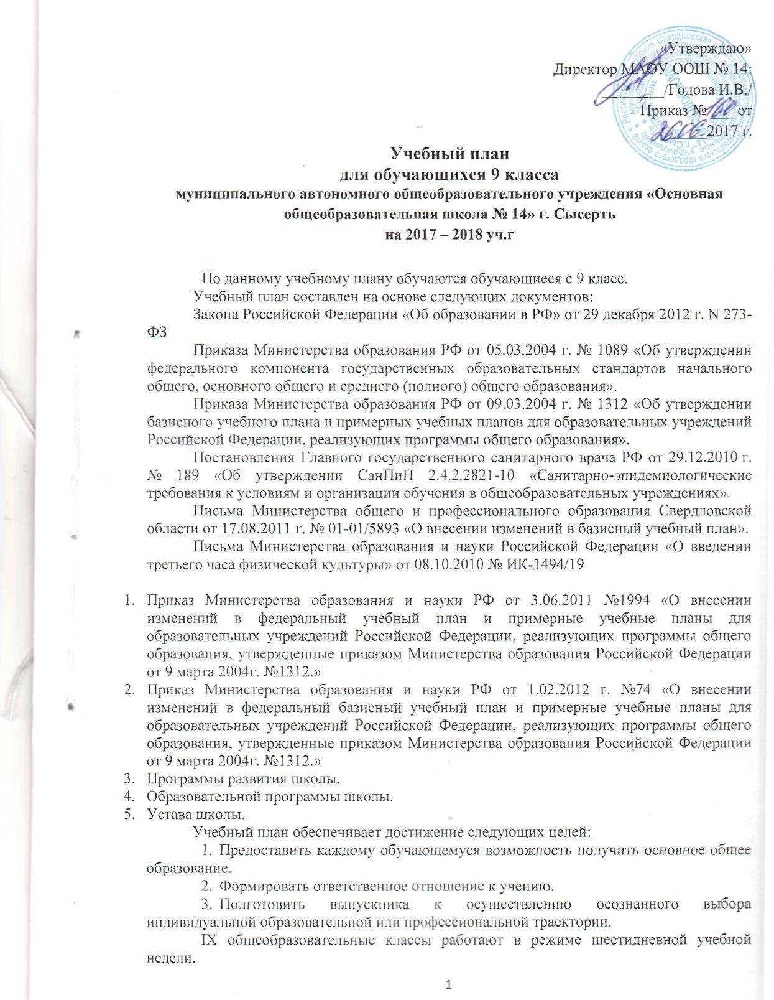 «Утверждаю»
Директор МАОУ ООШ № 14:
________/Годова И.В./
Приказ № 160 от
26.06 2017 г.
Учебный план
для обучающихся 9 класса
муниципального автономного общеобразовательного учреждения «Основная
общеобразовательная школа № 14» г. Сысерть
на 2017 – 2018 уч.г
По данному учебному плану обучаются обучающиеся с 9 класс.
Учебный план составлен на основе следующих документов:
Закона Российской Федерации «Об образовании в РФ» от 29 декабря 2012 г. N 273-
ФЗ
Приказа Министерства образования РФ от 05.03.2004 г. № 1089 «Об утверждении
федерального компонента государственных образовательных стандартов начального
общего, основного общего и среднего (полного) общего образования».
Приказа Министерства образования РФ от 09.03.2004 г. № 1312 «Об утверждении
базисного учебного плана и примерных учебных планов для образовательных учреждений
Российской Федерации, реализующих программы общего образования».
Постановления Главного государственного санитарного врача РФ от 29.12.2010 г.
№ 189 «Об утверждении СанПиН 2.4.2.2821-10 «Санитарно-эпидемиологические
требования к условиям и организации обучения в общеобразовательных учреждениях».
Письма Министерства общего и профессионального образования Свердловской
области от 17.08.2011 г. № 01-01/5893 «О внесении изменений в базисный учебный план».
Письма Министерства образования и науки Российской Федерации «О введении
третьего часа физической культуры» от 08.10.2010 № ИК-1494/19
1. Приказ Министерства образования и науки РФ от 3.06.2011 №1994 «О внесении
изменений в федеральный учебный план и примерные учебные планы для
образовательных учреждений Российской Федерации, реализующих программы общего
образования, утвержденные приказом Министерства образования Российской Федерации
от 9 марта 2004г. №1312.»
2. Приказ Министерства образования и науки РФ от 1.02.2012 г. №74 «О внесении
изменений в федеральный базисный учебный план и примерные учебные планы для
образовательных учреждений Российской Федерации, реализующих программы общего
образования, утвержденные приказом Министерства образования Российской Федерации
от 9 марта 2004г. №1312.»
3. Программы развития школы.
4. Образовательной программы школы.
5. Устава школы.
Учебный план обеспечивает достижение следующих целей:
1. Предоставить каждому обучающемуся возможность получить основное общее
образование.
2. Формировать ответственное отношение к учению.
3. Подготовить выпускника к осуществлению осознанного выбора
индивидуальной образовательной или профессиональной траектории.
IX общеобразовательные классы работают в режиме шестидневной учебной
недели.
1